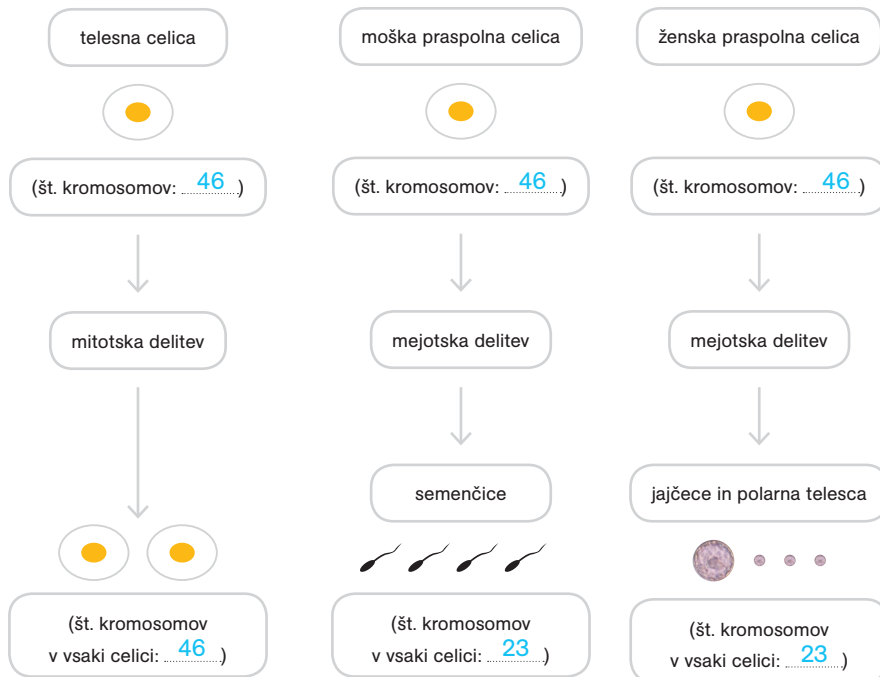 telesna celica
moška praspolna celica
ženska praspolna celica
(št. kromosomov: 46)
(št. kromosomov: 46)
(št. kromosomov: 46)
mitotska delitev
mejotska delitev
mejotska delitev
semenčice
jajčece in polarna telesca
(št. kromosomov
v vsaki celici: 46)
(št. kromosomov
v vsaki celici: 23)
(št. kromosomov
v vsaki celici: 23)